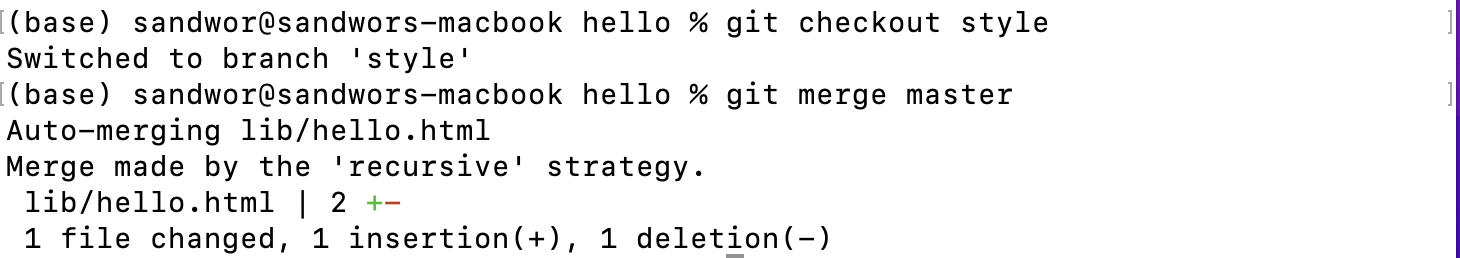 [(base) sandwor@sandwors-macbook hello % git checkout style ]
Switched to branch 'style'
[(base) sandwor@sandwors-macbook hello % git merge master ]
Auto-merging lib/hello.html
Merge made by the 'recursive' strategy.
 lib/hello.html | 2 +-
 1 file changed, 1 insertion(+), 1 deletion(-)